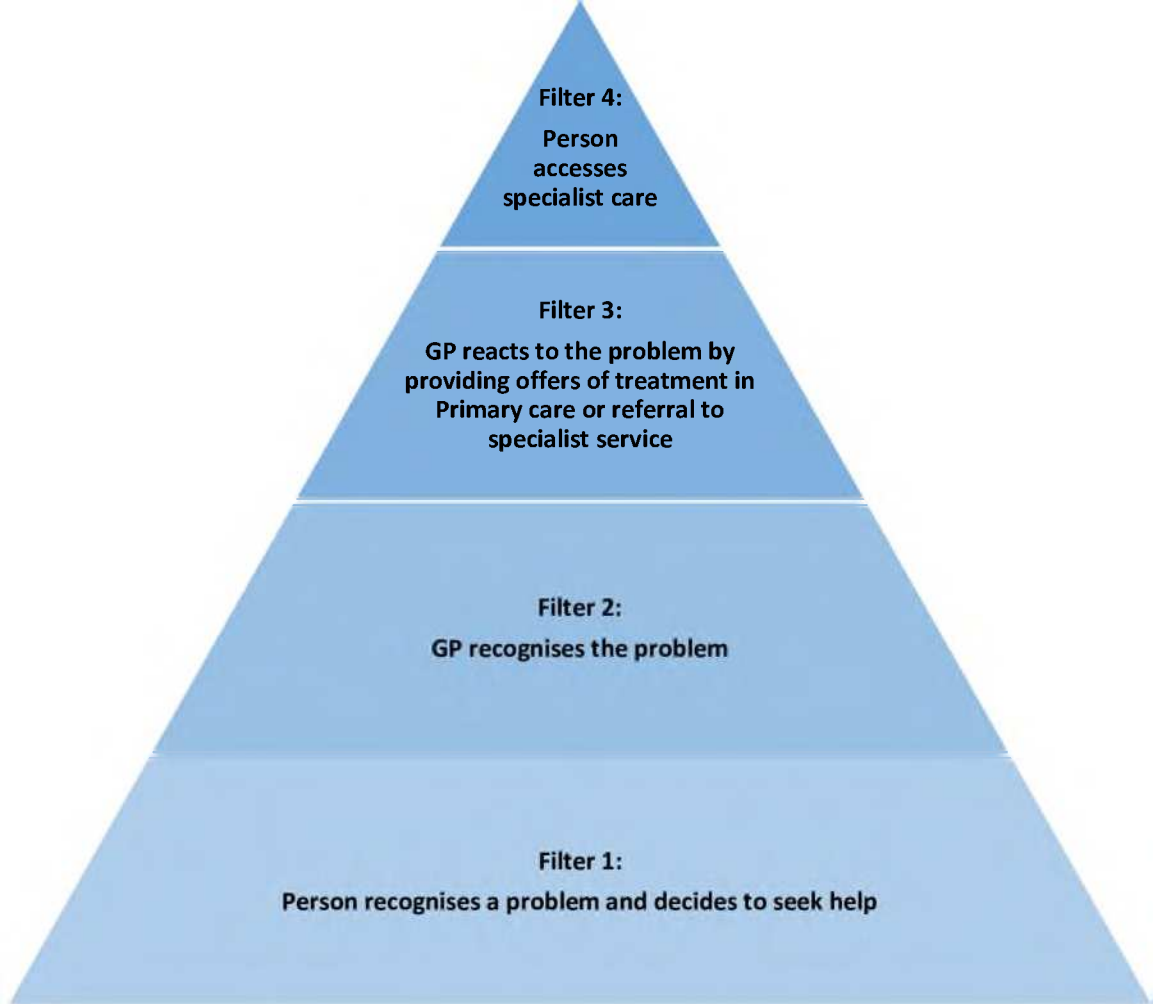 Filter 4:
Person
accesses
specialist care
Filter 3:
GP reacts to the problem by
providing offers of treatment in
Primary care or referral to
specialist service
Filter 2:
GP recognises the problem
Filter 1:
Person recognises a problem and decides to seek help